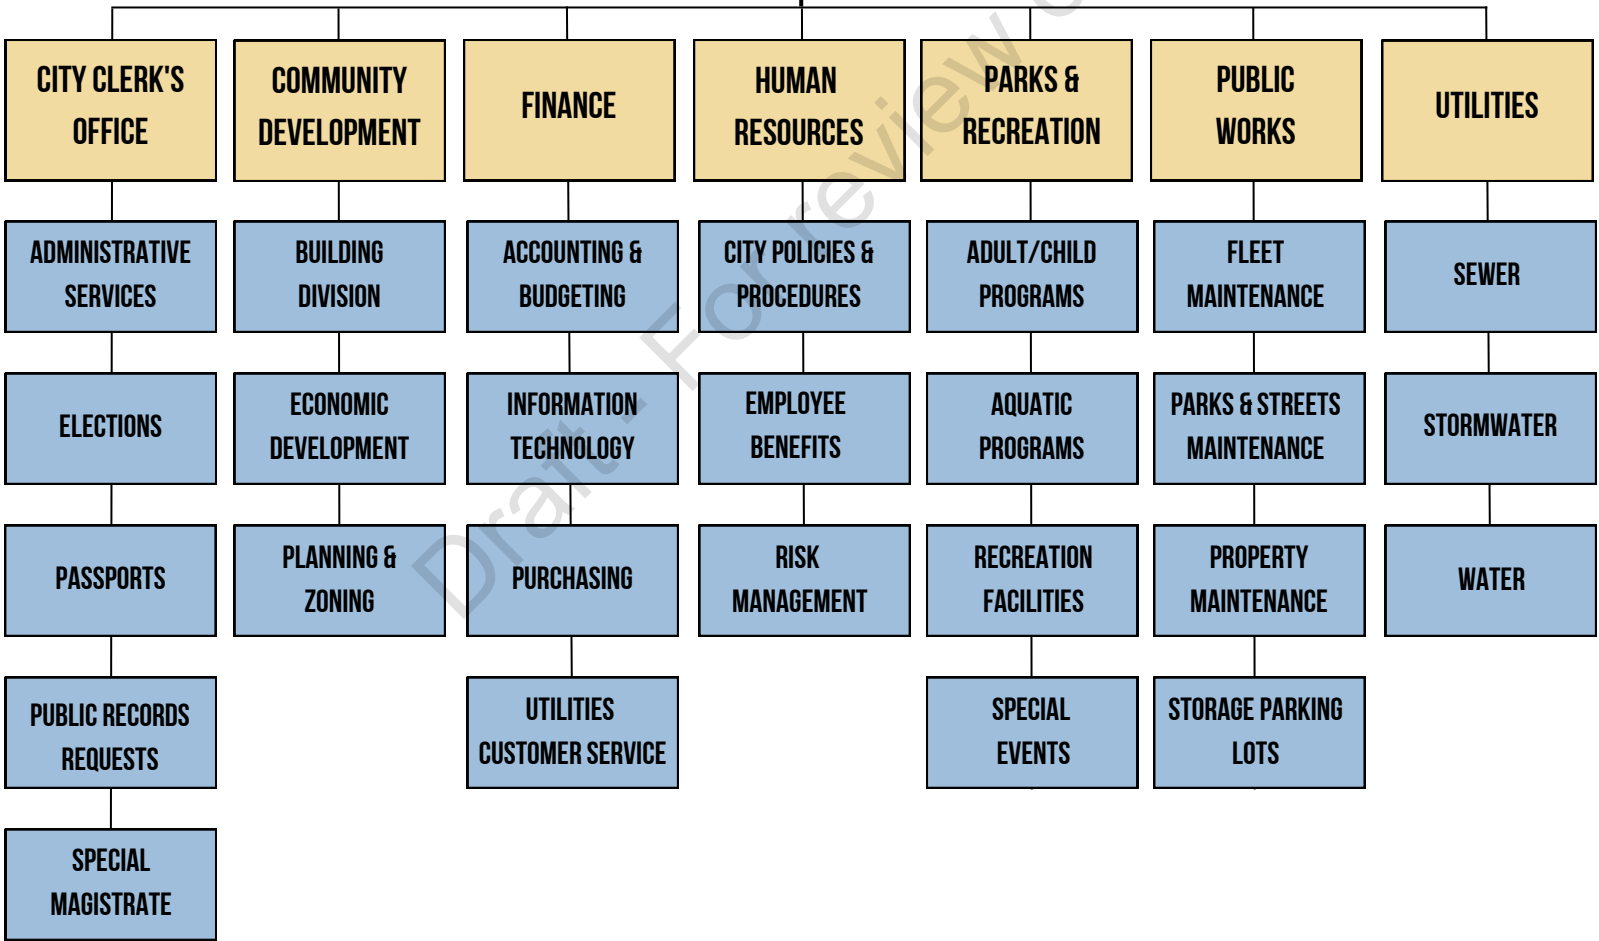 CITY CLERK'S
OFFICE
COMMUNITY
DEVELOPMENT
FINANCE
HUMAN
RESOURCES
PARKS &
RECREATION
PUBLIC
WORKS
UTILITIES
ADMINISTRATIVE
SERVICES
BUILDING
DIVISION
ACCOUNTING &
BUDGETING
CITY POLICIES &
PROCEDURES
ADULT/CHILD
PROGRAMS
FLEET
MAINTENANCE
SEWER
ELECTIONS
ECONOMIC
DEVELOPMENT
INFORMATION
TECHNOLOGY
EMPLOYEE
BENEFITS
AQUATIC
PROGRAMS
PARKS & STREETS
MAINTENANCE
STORMWATER
PASSPORTS
PLANNING &
ZONING
PURCHASING
RISK
MANAGEMENT
RECREATION
FACILITIES
PROPERTY
MAINTENANCE
WATER
PUBLIC RECORDS
REQUESTS
UTILITIES
CUSTOMER SERVICE
SPECIAL
EVENTS
STORAGE PARKING
LOTS
SPECIAL
MAGISTRATE
Draft - For review